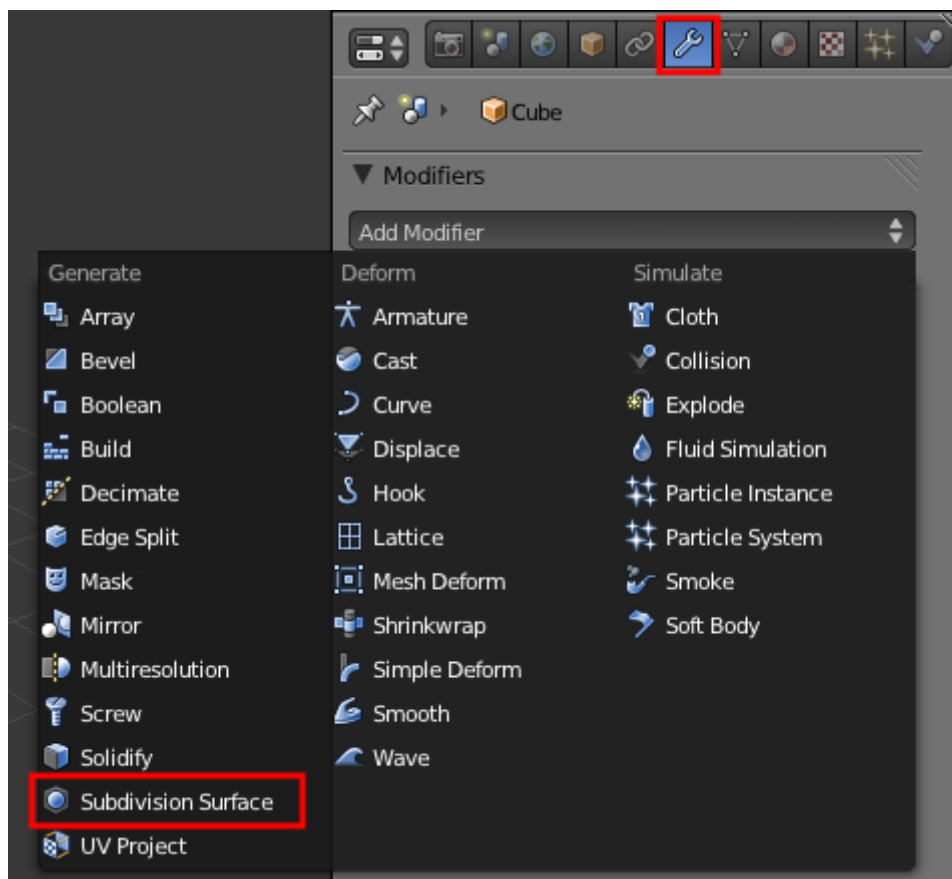 Cube
Modifiers
Add Modifier
Generate
Array
Bevel
Boolean
Build
Decimate
Edge Split
Mask
Mirror
Multiresolution
Screw
Solidify
Subdivision Surface
UV Project
Deform
Armature
Cast
Curve
Displace
Hook
Lattice
Mesh Deform
Shrinkwrap
Simple Deform
Smooth
Wave
Simulate
Cloth
Collision
Explode
Fluid Simulation
Particle Instance
Particle System
Smoke
Soft Body